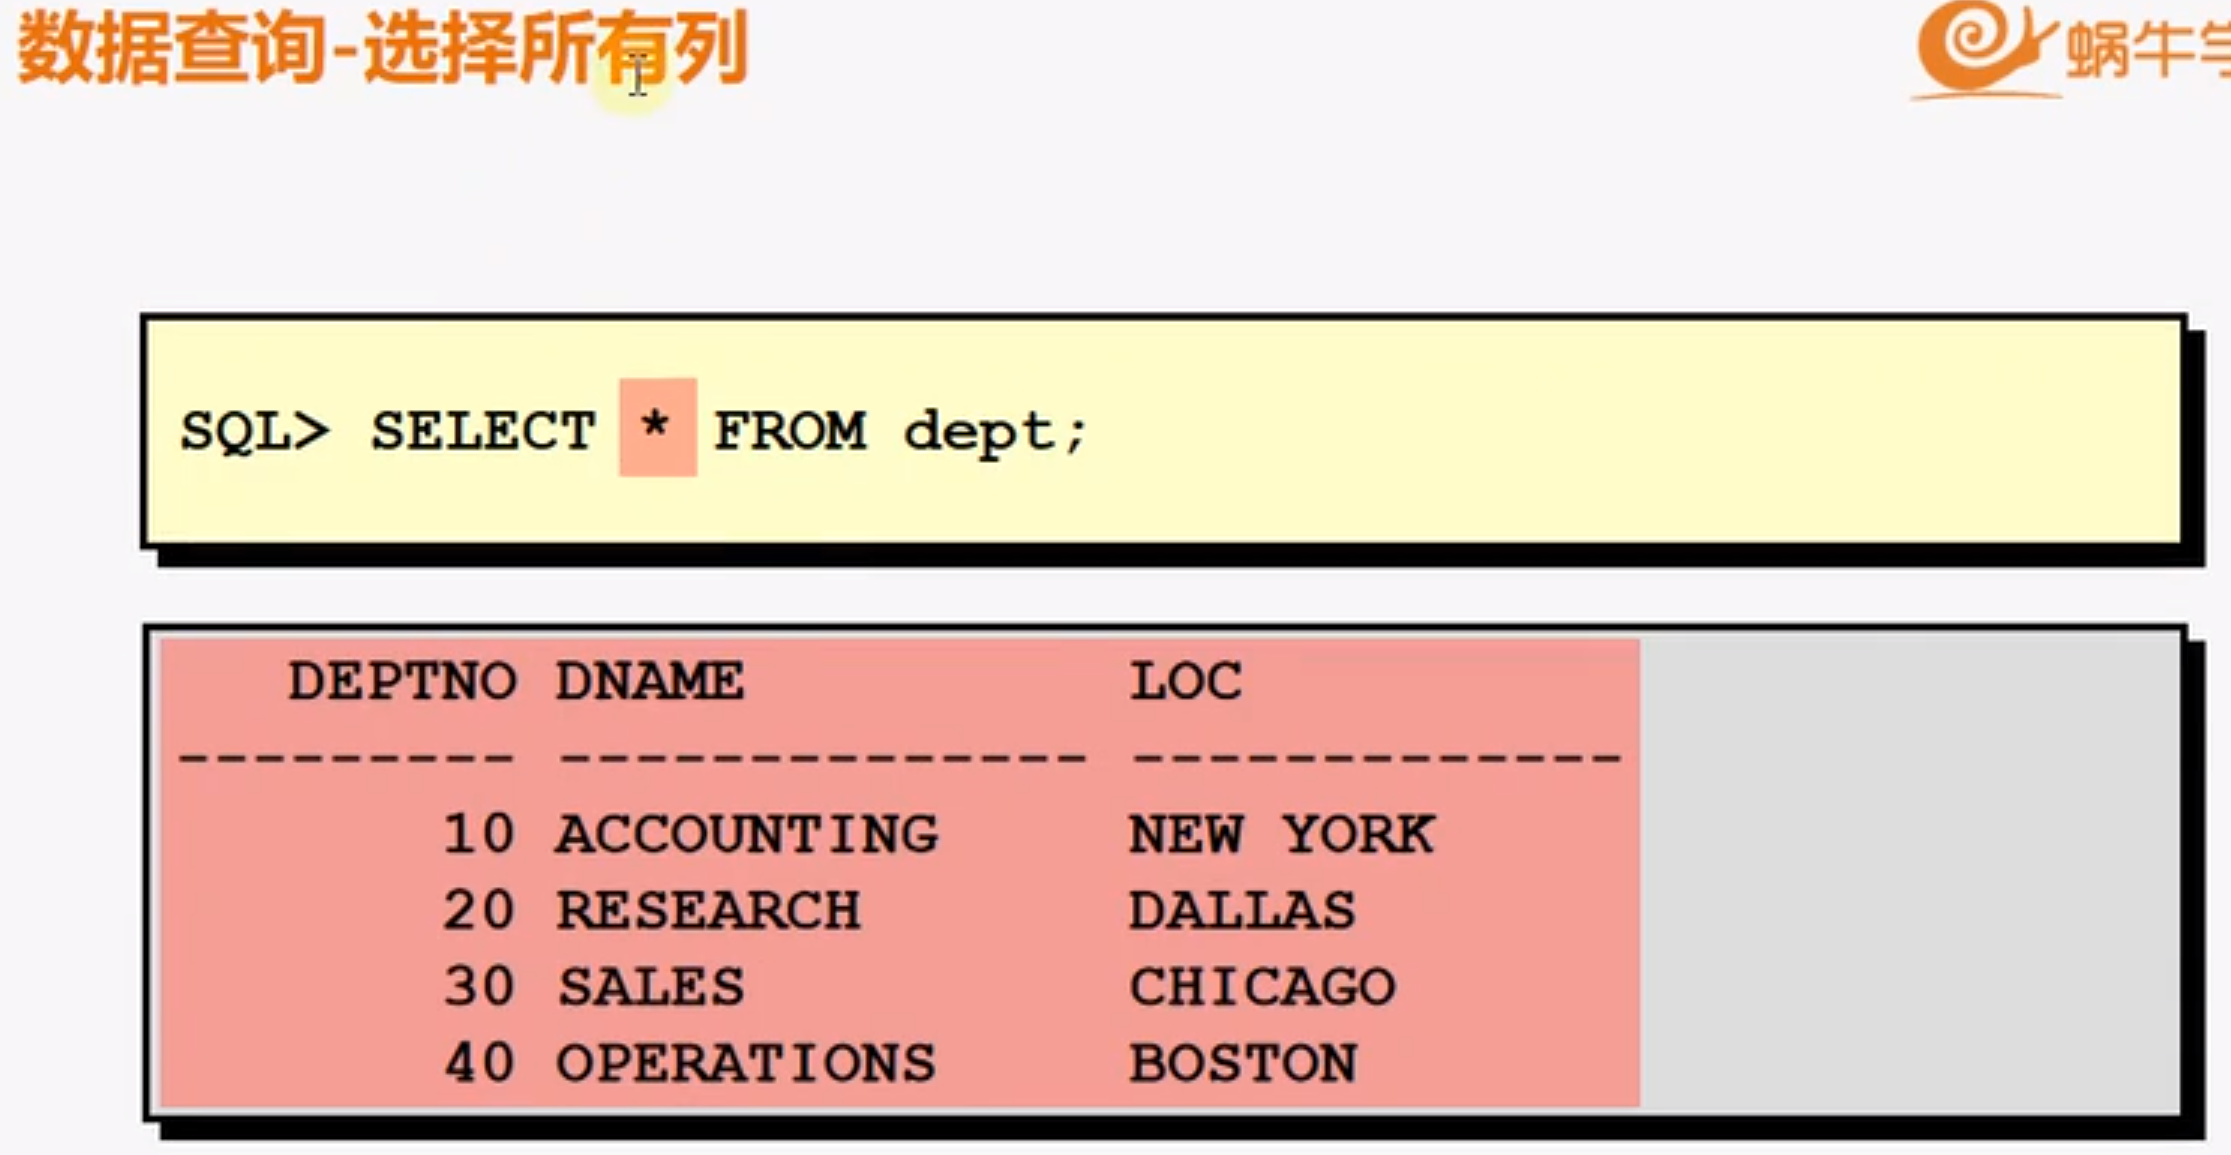 数据查询-选择所有列
蜗牛学
SQL> SELECT * FROM dept;
DEPTNO DNAME LOC
--------- -------------- -------------
10 ACCOUNTING NEW YORK
20 RESEARCH DALLAS
30 SALES CHICAGO
40 OPERATIONS BOSTON